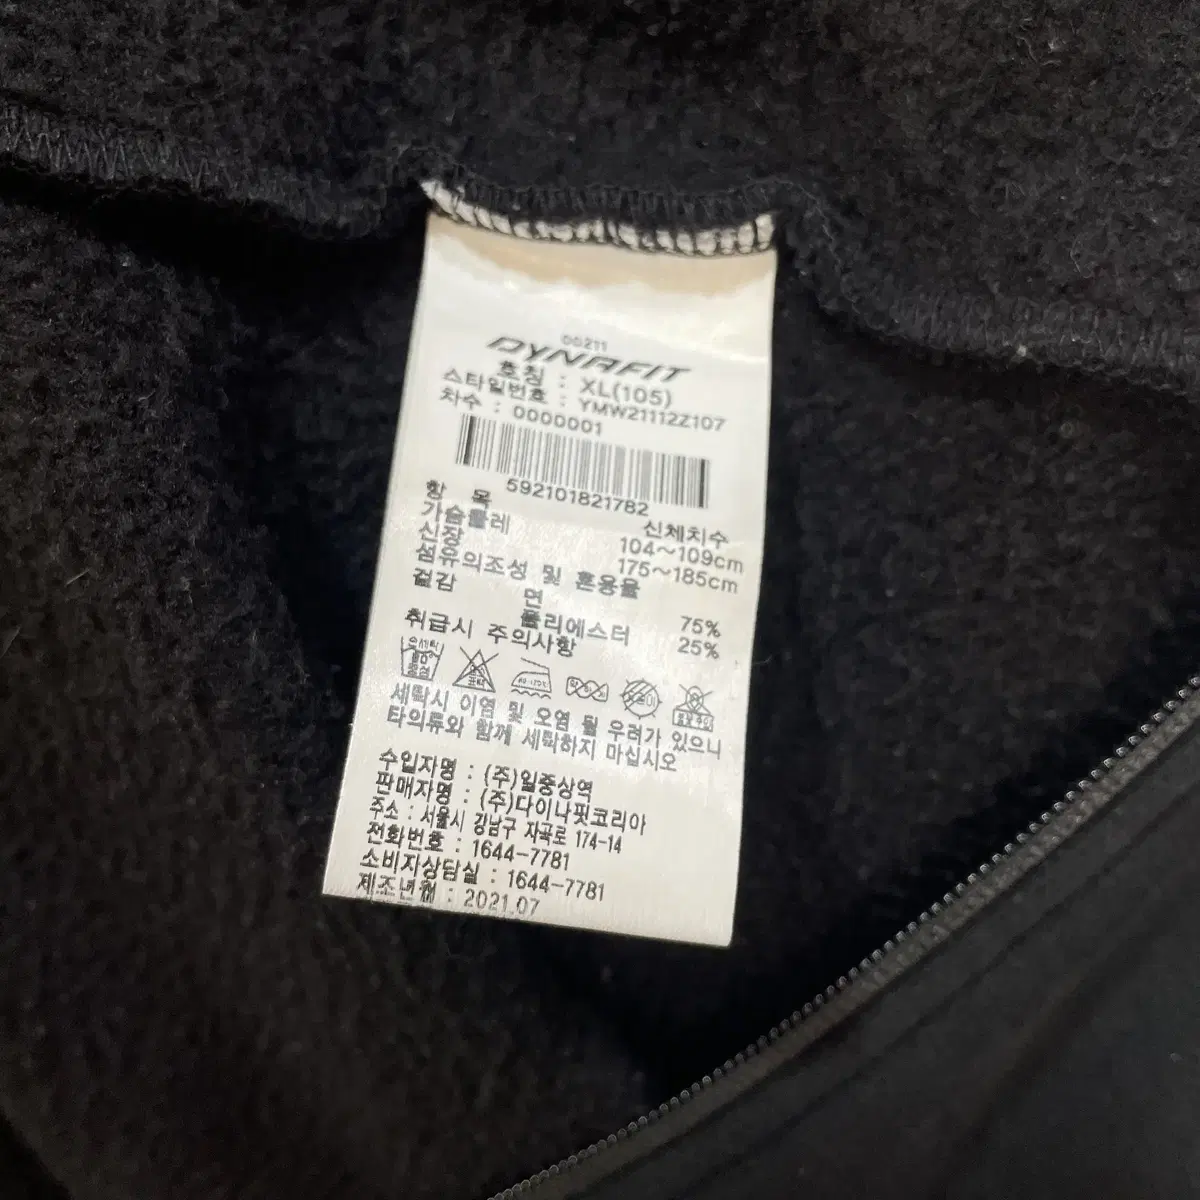 00211
DYNAFIT
호칭 : XL(105)
스타일번호 : YMW21112Z107
차수 : 0000001
592101821782
항 목 신체치수
가슴둘레 104~109cm
신장 175~185cm
섬유의조성 및 혼용율
겉감 면 75%
폴리에스터 25%
취급시 주의사항
세탁시 이염 및 오염 될 우려가 있으니
타의류와 함께 세탁하지 마십시오
수입자명 : (주)일중상역
판매자명 : (주)다이나핏코리아
주소 : 서울시 강남구 자곡로 174-14
전화번호 : 1644-7781
소비자상담실 : 1644-7781
제조년월 : 2021.07